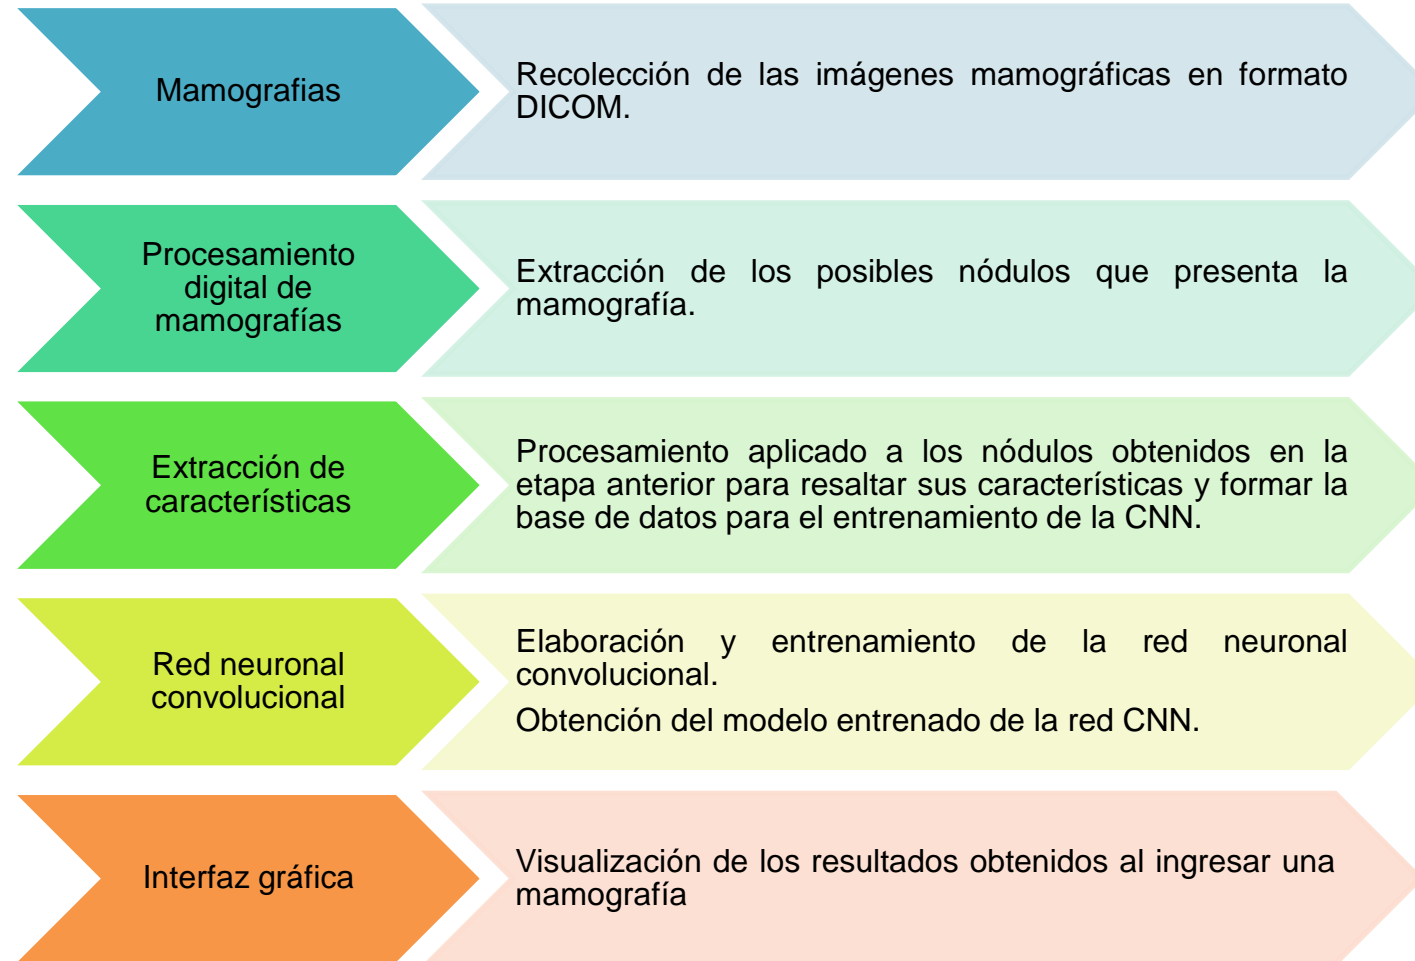 Mamografias
Recolección de las imágenes mamográficas en formato
DICOM.
Procesamiento
digital de
mamografías
Extracción de los posibles nódulos que presenta la
mamografía.
Extracción de
características
Procesamiento aplicado a los nódulos obtenidos en la
etapa anterior para resaltar sus características y formar la
base de datos para el entrenamiento de la CNN.
Red neuronal
convolucional
Elaboración y entrenamiento de la red neuronal
convolucional.
Obtención del modelo entrenado de la red CNN.
Interfaz gráfica
Visualización de los resultados obtenidos al ingresar una
mamografía